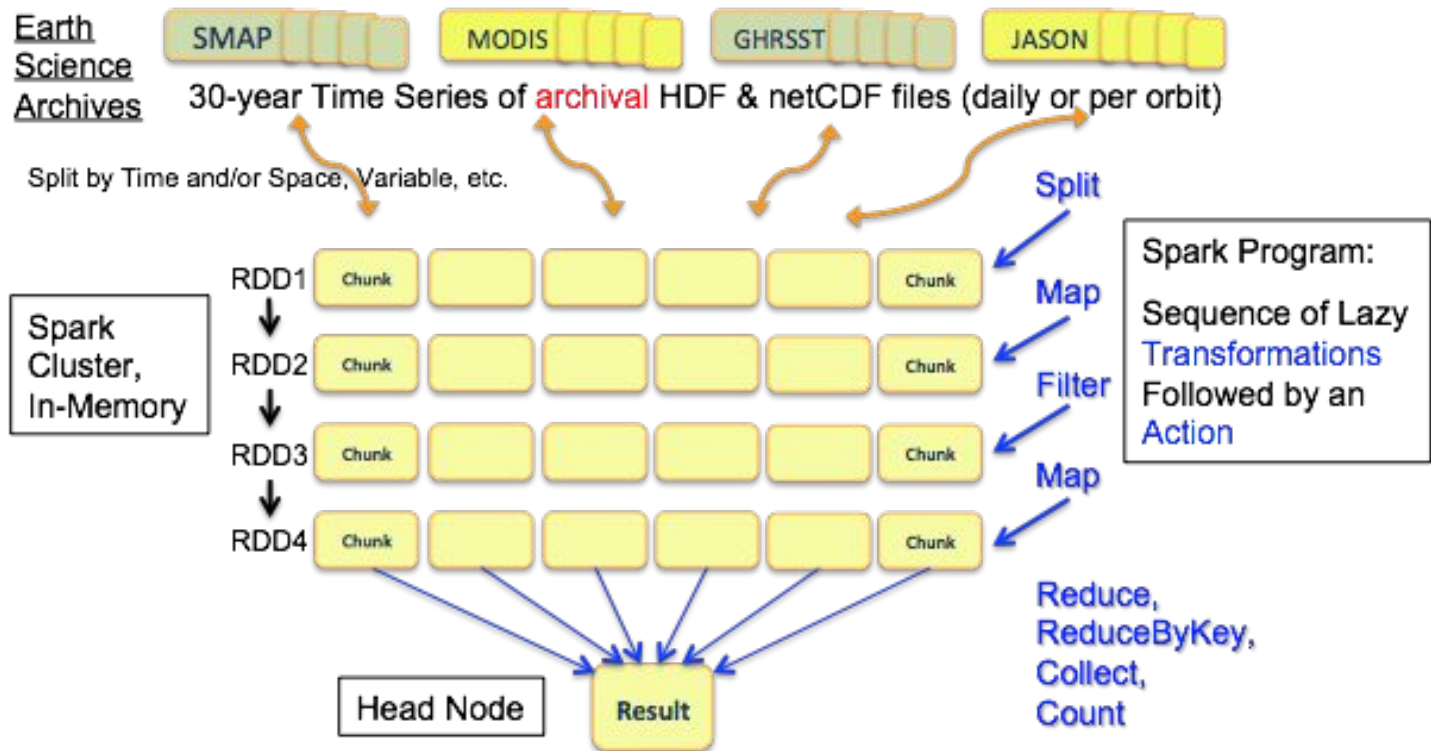 Earth
Science
Archives
SMAP
MODIS
GHRSST
JASON
30-year Time Series of archival HDF & netCDF files (daily or per orbit)
Split by Time and/or Space, Variable, etc.
Split
RDD1
Chunk
Chunk
Map
RDD2
Chunk
Chunk
Filter
RDD3
Chunk
Chunk
Map
RDD4
Chunk
Chunk
Spark
Cluster,
In-Memory
Spark Program:
Sequence of Lazy
Transformations
Followed by an
Action
Reduce,
ReduceByKey,
Collect,
Count
Head Node
Result